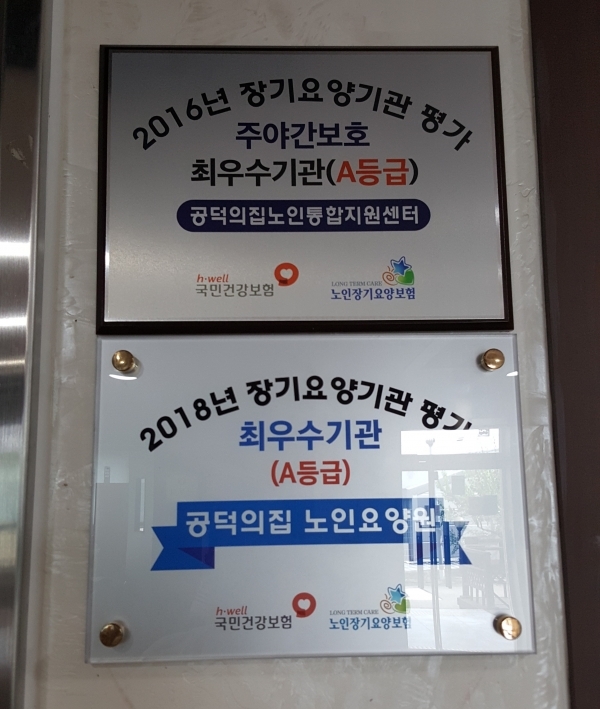 2016년 장기요양기관 평가
주야간보호
최우수기관(A등급)
공덕의집노인통합지원센터
h·well
국민건강보험
LONG TERM CARE
노인장기요양보험
2018년 장기요양기관 평가
최우수기관
(A등급)
공덕의집 노인요양원
h·well
국민건강보험
LONG TERM CARE
노인장기요양보험